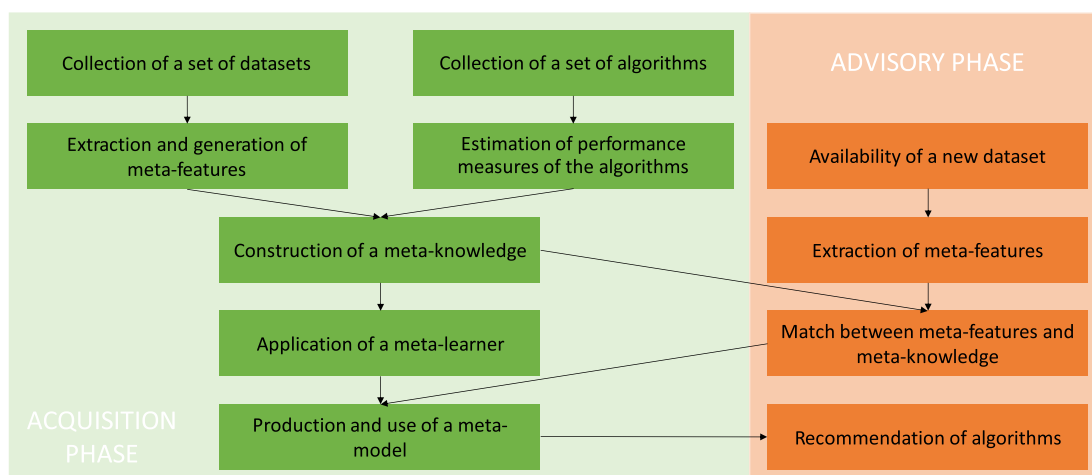 Collection of a set of datasets
Collection of a set of algorithms
ADVISORY PHASE
Extraction and generation of
meta-features
Estimation of performance
measures of the algorithms
Availability of a new dataset
Construction of a meta-knowledge
Extraction of meta-features
Application of a meta-learner
Match between meta-features and
meta-knowledge
ACQUISITION
PHASE
Production and use of a meta-
model
Recommendation of algorithms